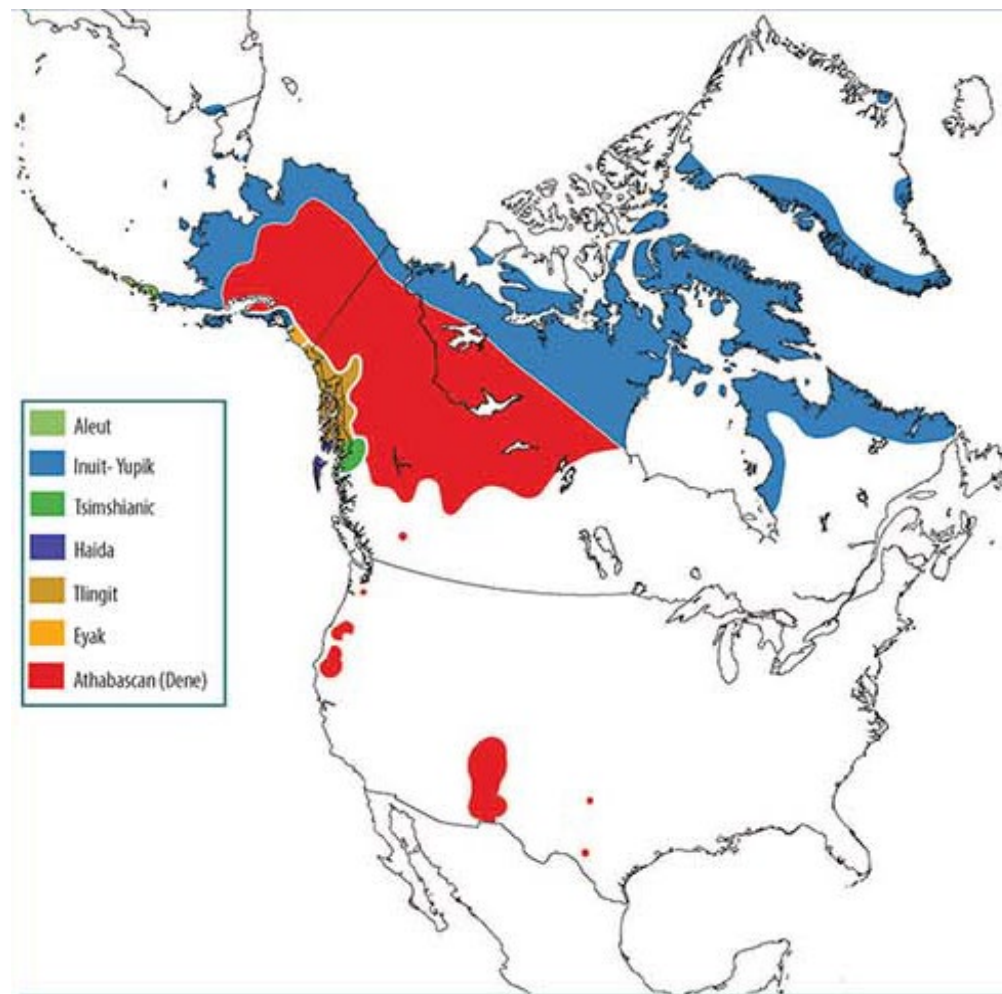 Aleut
Inuit- Yupik
Tsimshianic
Haida
Tlingit
Eyak
Athabascan (Dene)